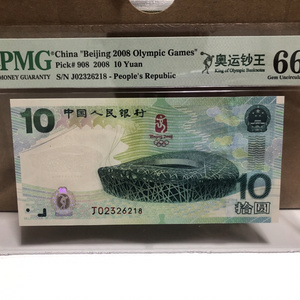 PMG China "Beijing 2008 Olympic Games" 奥运钞王 66
MONEY GUARANTY Pick# 908 2008 10 Yuan King of Olympic Banknotes Gem Uncirculated
S/N J02326218 - People's Republic
10 中国人民银行
Beijing 2008
10
J02326218 拾圆